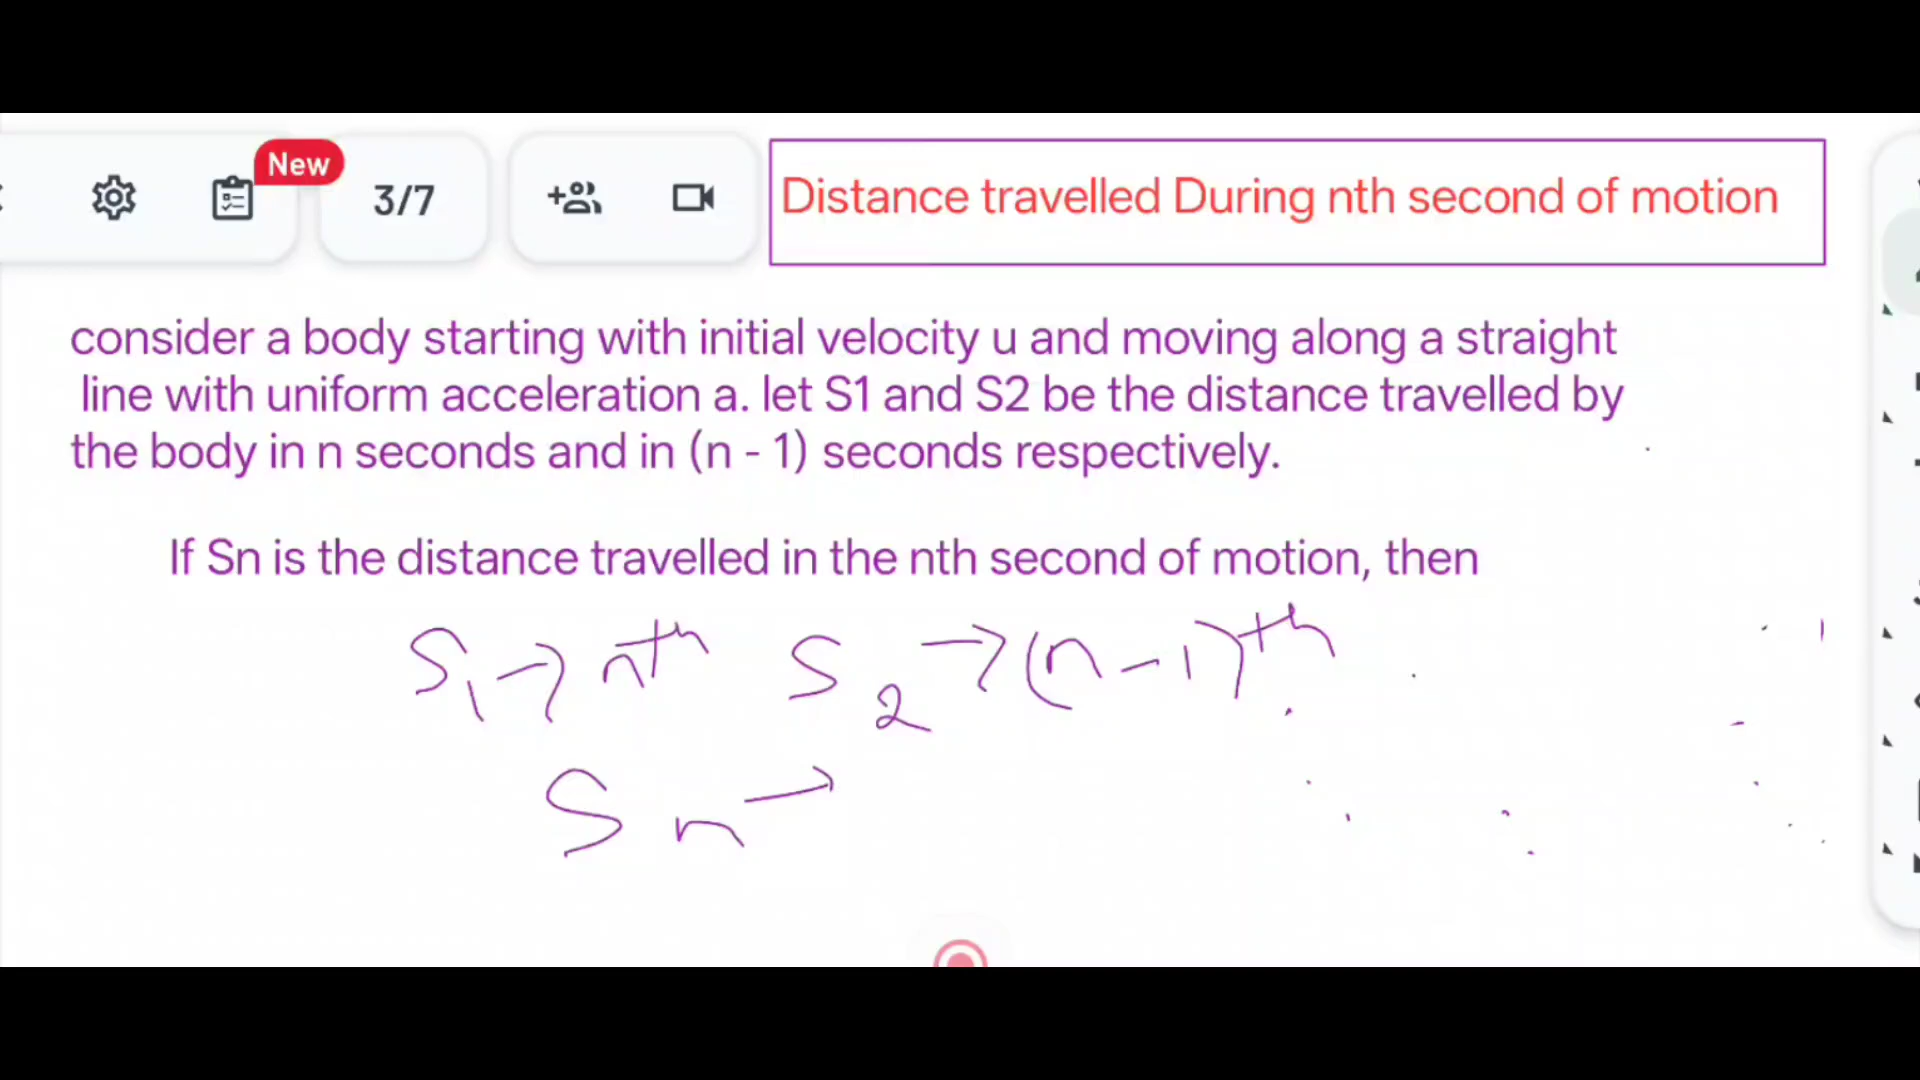 New
3/7
Distance travelled During nth second of motion
consider a body starting with initial velocity u and moving along a straight
line with uniform acceleration a. let S1 and S2 be the distance travelled by
the body in n seconds and in (n - 1) seconds respectively.
If Sn is the distance travelled in the nth second of motion, then
S₁ → nᵗʰ S₂ → (n-1)ᵗʰ
Sn →